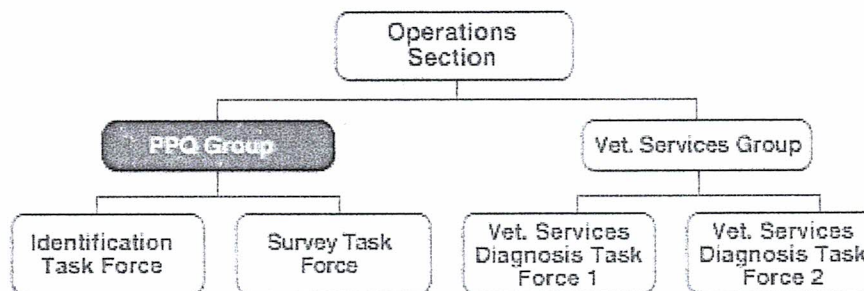 Operations
Section
PPQ Group
Vet. Services Group
Identification
Task Force
Survey Task
Force
Vet. Services
Diagnosis Task
Force 1
Vet. Services
Diagnosis Task
Force 2